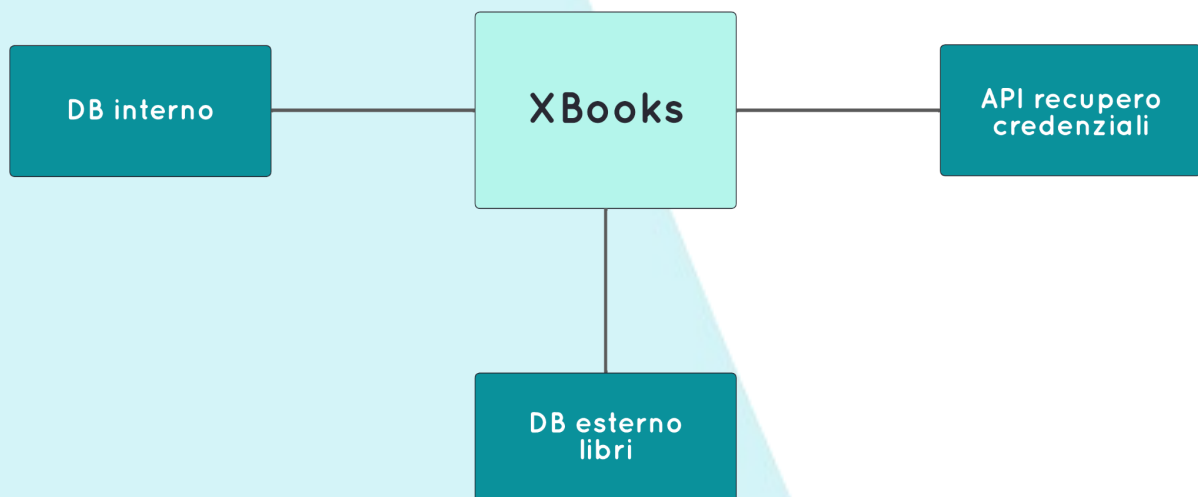 DB interno
XBooks
API recupero
credenziali
DB esterno
libri